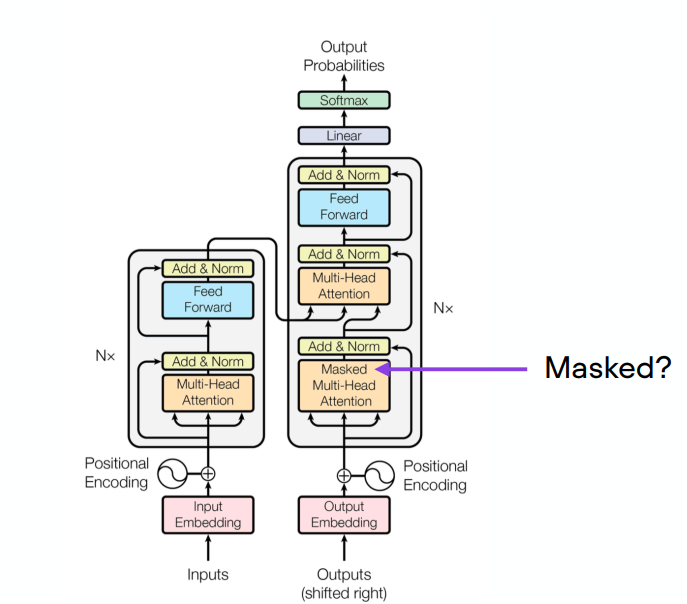 Output
Probabilities
Softmax
Linear
Add & Norm
Feed
Forward
Add & Norm
Multi-Head
Attention
Nx
Add & Norm
Masked
Multi-Head
Attention
Masked?
Add & Norm
Feed
Forward
Nx
Add & Norm
Multi-Head
Attention
Positional
Encoding
Positional
Encoding
Input
Embedding
Output
Embedding
Inputs
Outputs
(shifted right)